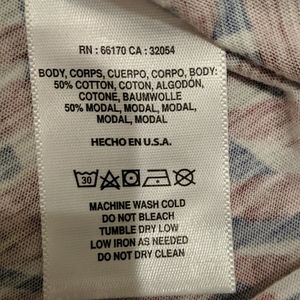 RN : 66170 CA : 32054
BODY, CORPS, CUERPO, CORPO, BODY:
50% COTTON, COTON, ALGODON,
COTONE, BAUMWOLLE
50% MODAL, MODAL, MODAL,
MODAL, MODAL
HECHO EN U.S.A.
30
MACHINE WASH COLD
DO NOT BLEACH
TUMBLE DRY LOW
LOW IRON AS NEEDED
DO NOT DRY CLEAN